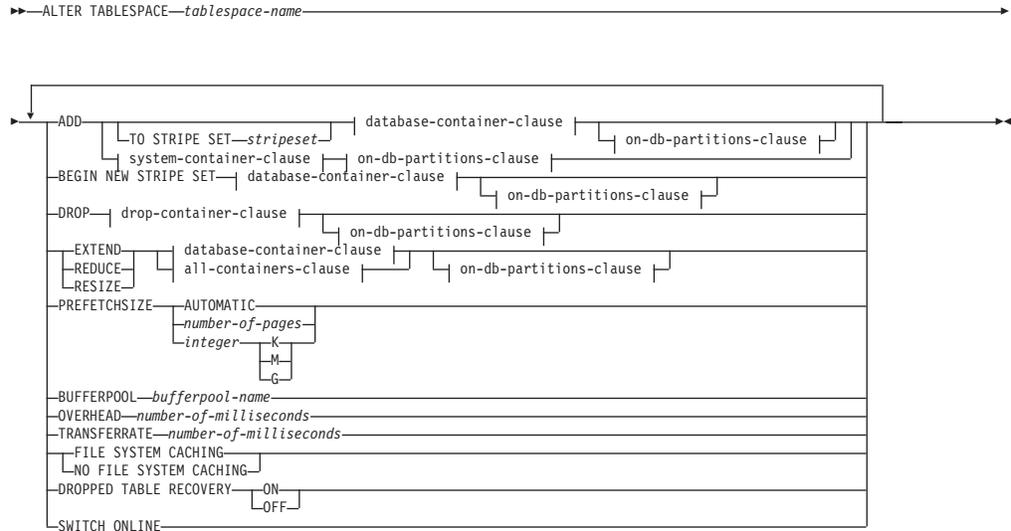 ALTER TABLESPACE tablespace-name
ADD database-container-clause
TO STRIPE SET stripeset on-db-partitions-clause
system-container-clause on-db-partitions-clause
BEGIN NEW STRIPE SET database-container-clause
on-db-partitions-clause
DROP drop-container-clause
on-db-partitions-clause
EXTEND database-container-clause
REDUCE all-containers-clause on-db-partitions-clause
RESIZE
PREFETCHSIZE AUTOMATIC
number-of-pages
integer K
M
G
BUFFERPOOL bufferpool-name
OVERHEAD number-of-milliseconds
TRANSFERRATE number-of-milliseconds
FILE SYSTEM CACHING
NO FILE SYSTEM CACHING
DROPPED TABLE RECOVERY ON
OFF
SWITCH ONLINE